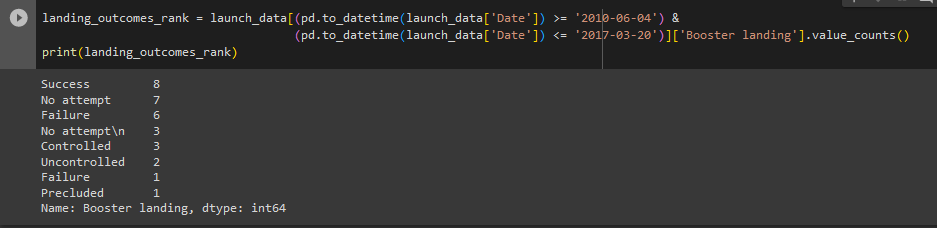 landing_outcomes_rank = launch_data[(pd.to_datetime(launch_data['Date']) >= '2010-06-04') &
(pd.to_datetime(launch_data['Date']) <= '2017-03-20')]['Booster landing'].value_counts()
print(landing_outcomes_rank)
Success 8
No attempt 7
Failure 6
No attempt\n 3
Controlled 3
Uncontrolled 2
Failure 1
Precluded 1
Name: Booster landing, dtype: int64